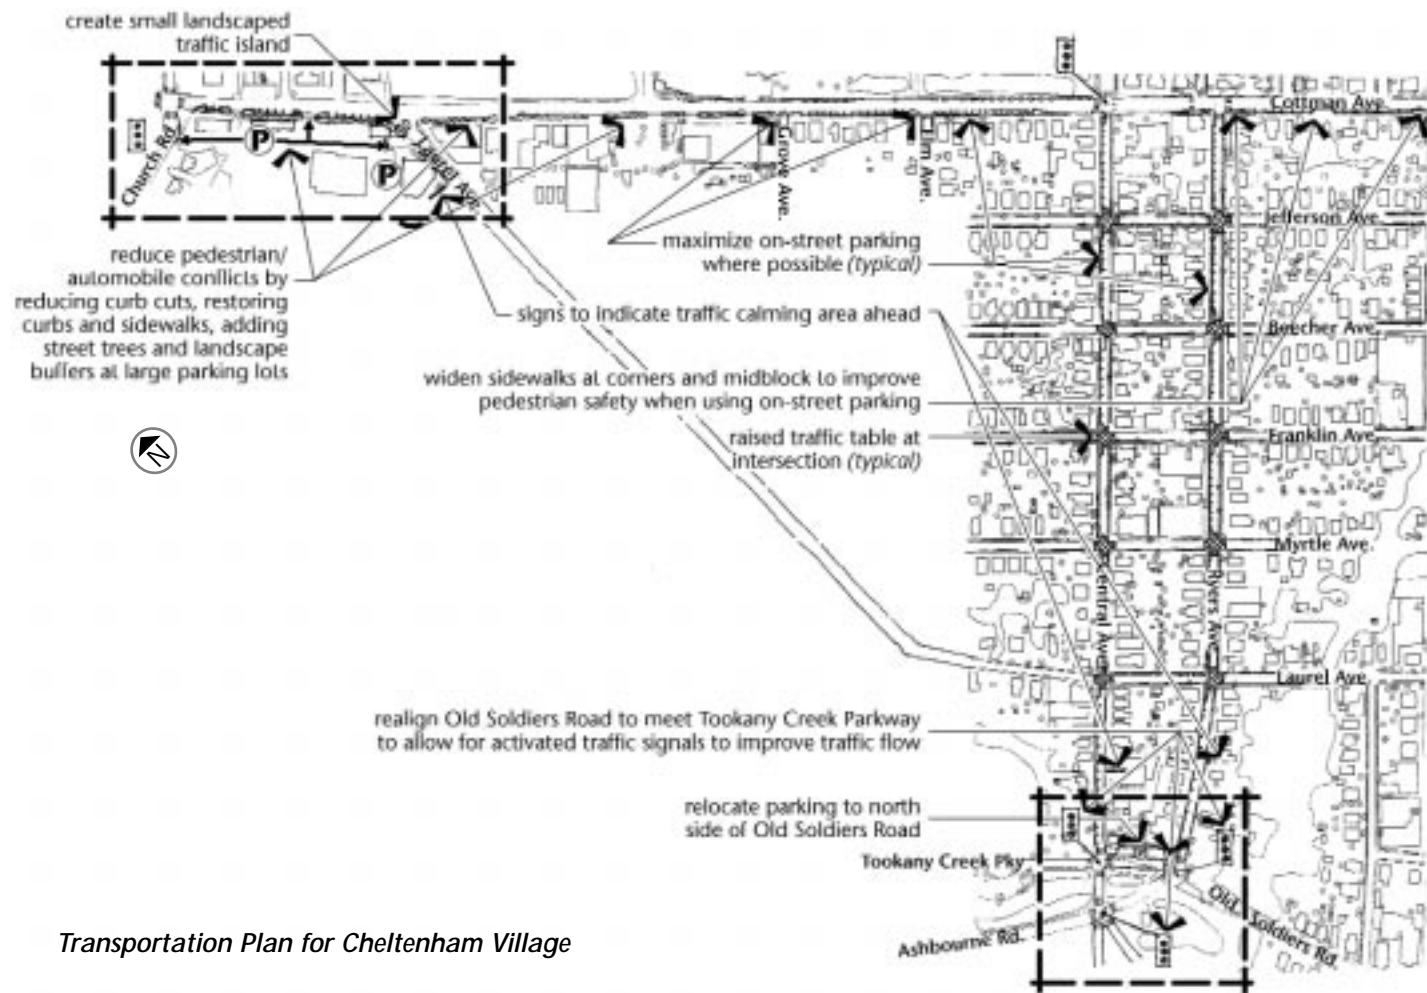 create small landscaped
traffic island
Cottman Ave.
Church Rd.
P
P
Laurel Ave.
Grove Ave.
Elm Ave.
Jefferson Ave.
maximize on-street parking
where possible (typical)
reduce pedestrian/
automobile conflicts by
reducing curb cuts, restoring
curbs and sidewalks, adding
street trees and landscape
buffers at large parking lots
signs to indicate traffic calming area ahead
Beecher Ave.
widen sidewalks at corners and midblock to improve
pedestrian safety when using on-street parking
raised traffic table at
intersection (typical)
Franklin Ave.
N
Myrtle Ave.
Central Ave.
Ryers Ave.
Laurel Ave
realign Old Soldiers Road to meet Tookany Creek Parkway
to allow for activated traffic signals to improve traffic flow
relocate parking to north
side of Old Soldiers Road
Tookany Creek Pky
Old Soldiers Rd.
Ashbourne Rd.
Transportation Plan for Cheltenham Village